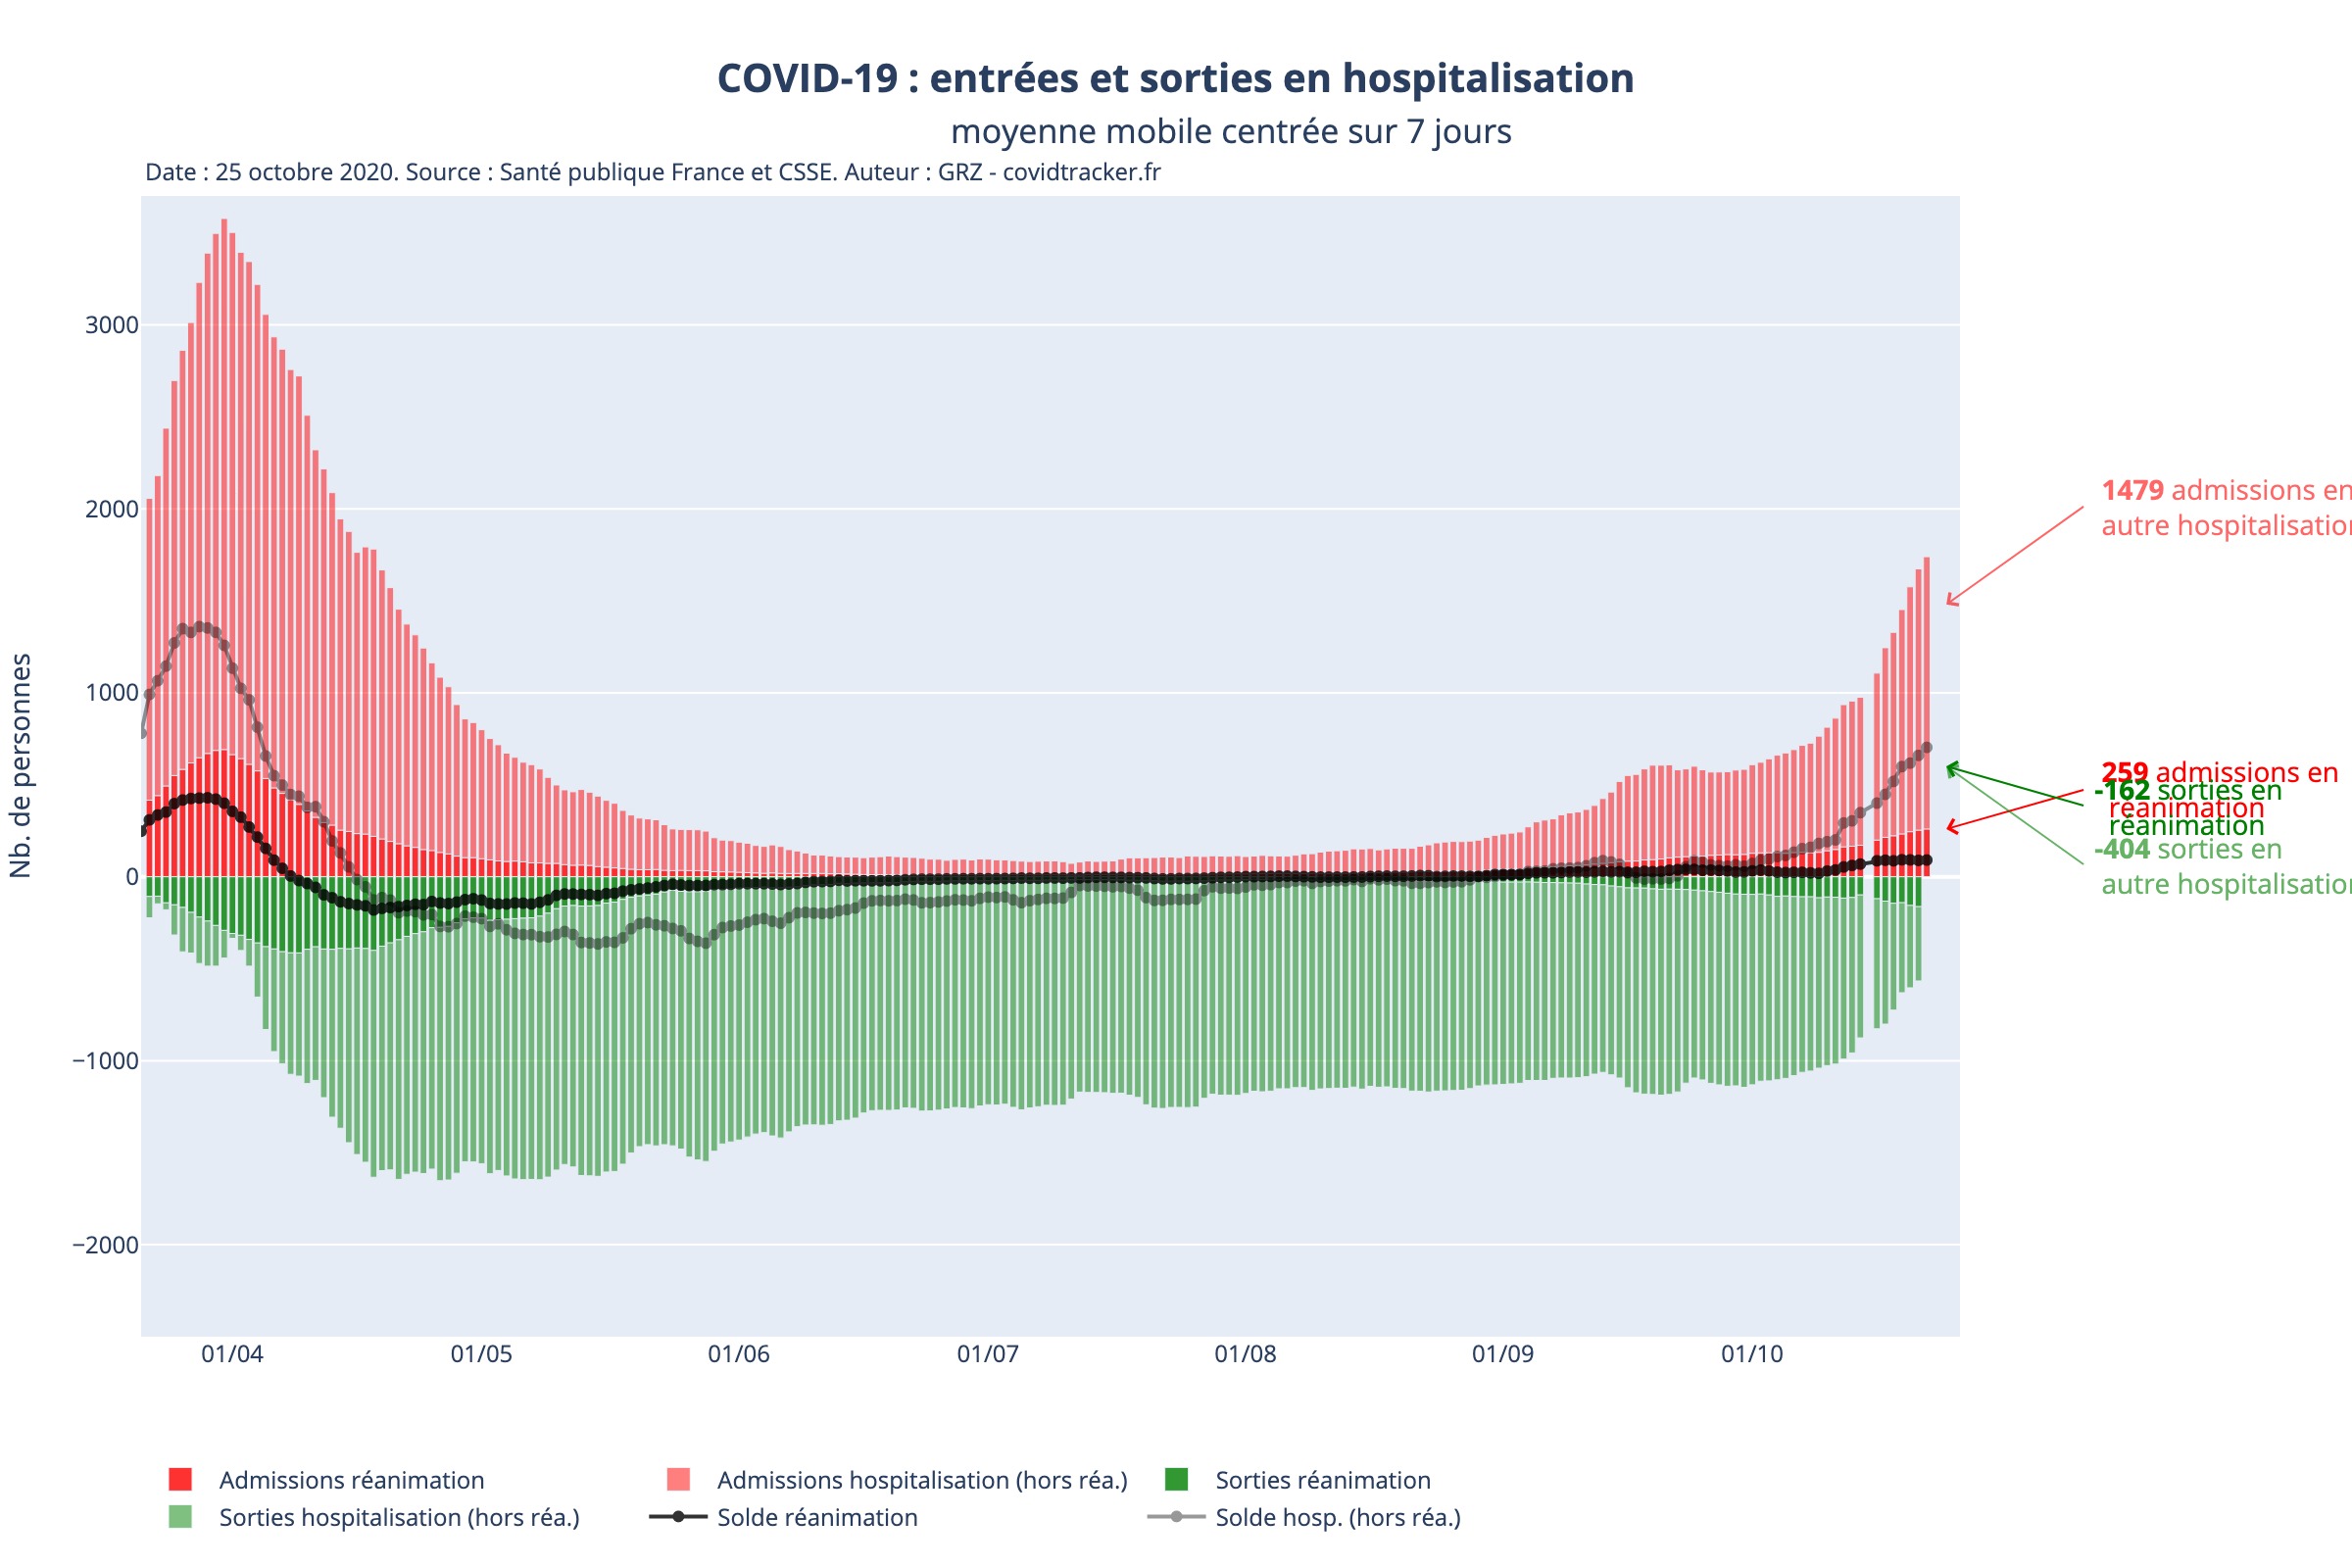 COVID-19 : entrées et sorties en hospitalisation
moyenne mobile centrée sur 7 jours
Date : 25 octobre 2020. Source : Santé publique France et CSSE. Auteur : GRZ - covidtracker.fr
Nb. de personnes
3000
2000
1000
0
−1000
−2000
1479 admissions en
autre hospitalisation
259 admissions en
réanimation
-162 sorties en
réanimation
-404 sorties en
autre hospitalisation
01/04
01/05
01/06
01/07
01/08
01/09
01/10
Admissions réanimation
Admissions hospitalisation (hors réa.)
Sorties réanimation
Sorties hospitalisation (hors réa.)
Solde réanimation
Solde hosp. (hors réa.)